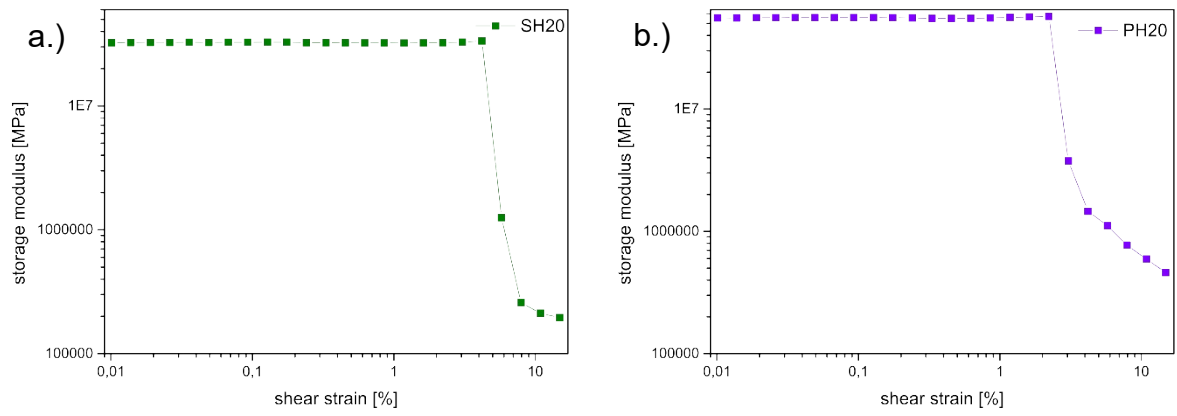 a.)
SH20
storage modulus [MPa]
1E7
1000000
100000
0,01
0,1
1
10
shear strain [%]
b.)
PH20
storage modulus [MPa]
1E7
1000000
100000
0,01
0,1
1
10
shear strain [%]